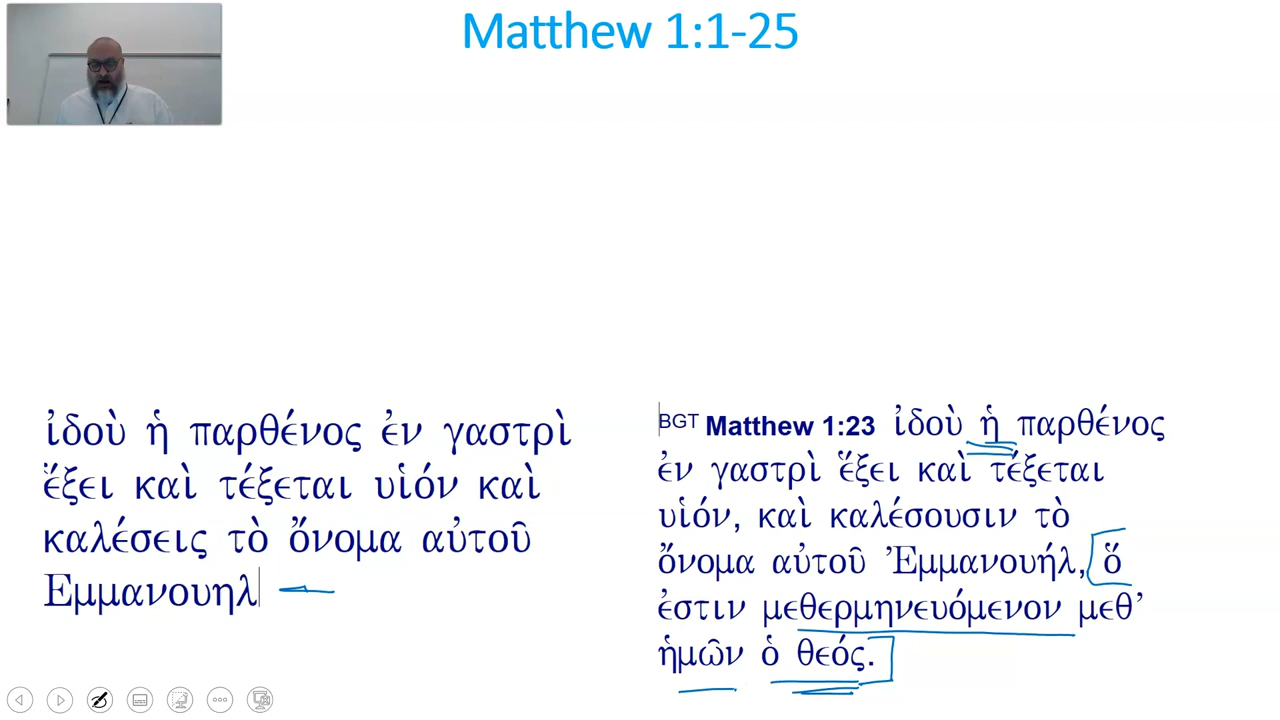 Matthew 1:1-25
ἰδοὺ ἡ παρθένος ἐν γαστρὶ
ἕξει καὶ τέξεται υἱόν καὶ
καλέσεις τὸ ὄνομα αὐτοῦ
Εμμανουηλ
BGT Matthew 1:23 ἰδοὺ ἡ παρθένος
ἐν γαστρὶ ἕξει καὶ τέξεται
υἱόν, καὶ καλέσουσιν τὸ
ὄνομα αὐτοῦ Ἐμμανουήλ, ὅ
ἐστιν μεθερμηνευόμενον μεθ’
ἡμῶν ὁ θεός.